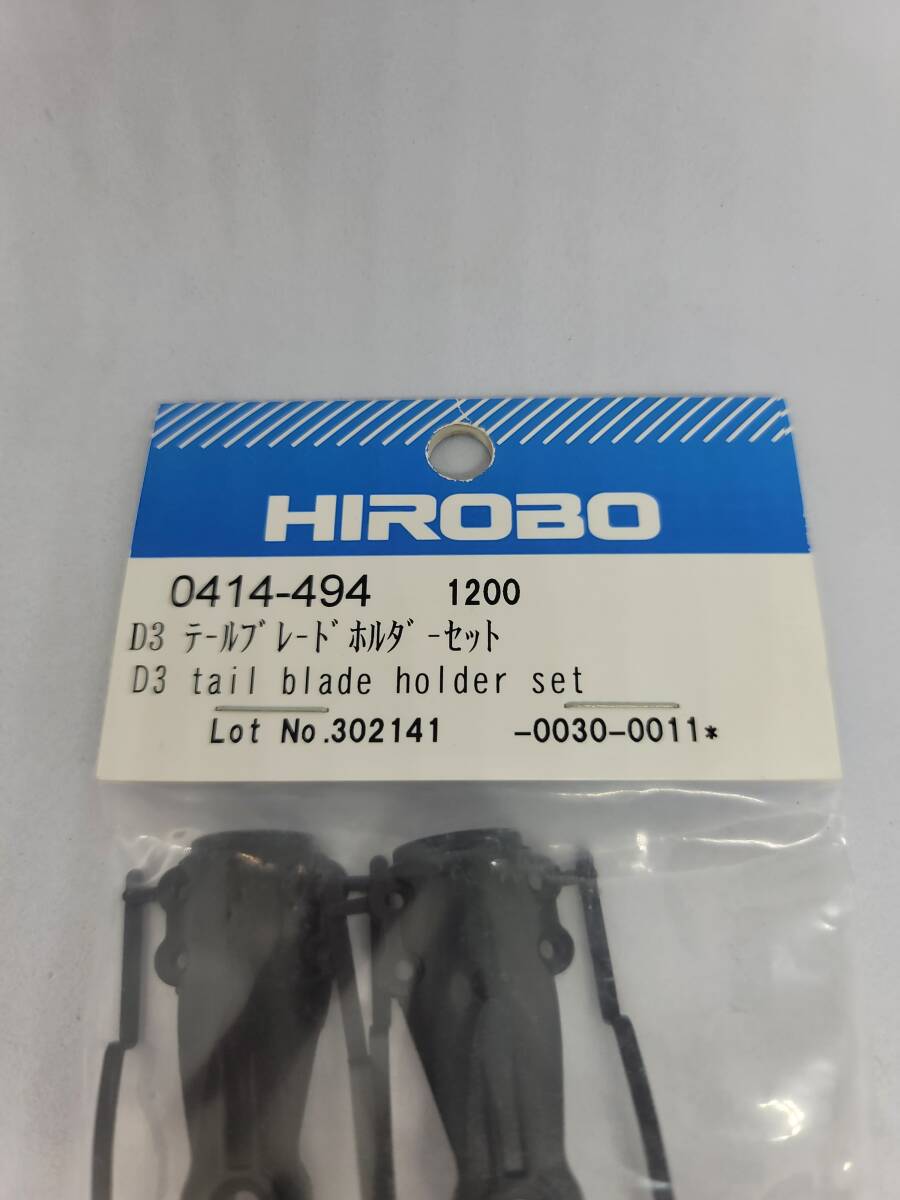 HIROBO
0414-494 1200
D3 ﾃｰﾙﾌﾞﾚｰﾄﾞﾎﾙﾀﾞｰｾｯﾄ
D3 tail blade holder set
Lot No.302141 -0030-0011*